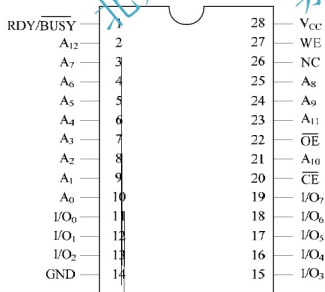 RDY/BUSY 1 28 VCC
A12 2 27 WE
A7 3 26 NC
A6 4 25 A8
A5 5 24 A9
A4 6 23 A11
A3 7 22 OE
A2 8 21 A10
A1 9 20 CE
A0 10 19 I/O7
I/O0 11 18 I/O6
I/O1 12 17 I/O5
I/O2 13 16 I/O4
GND 14 15 I/O3